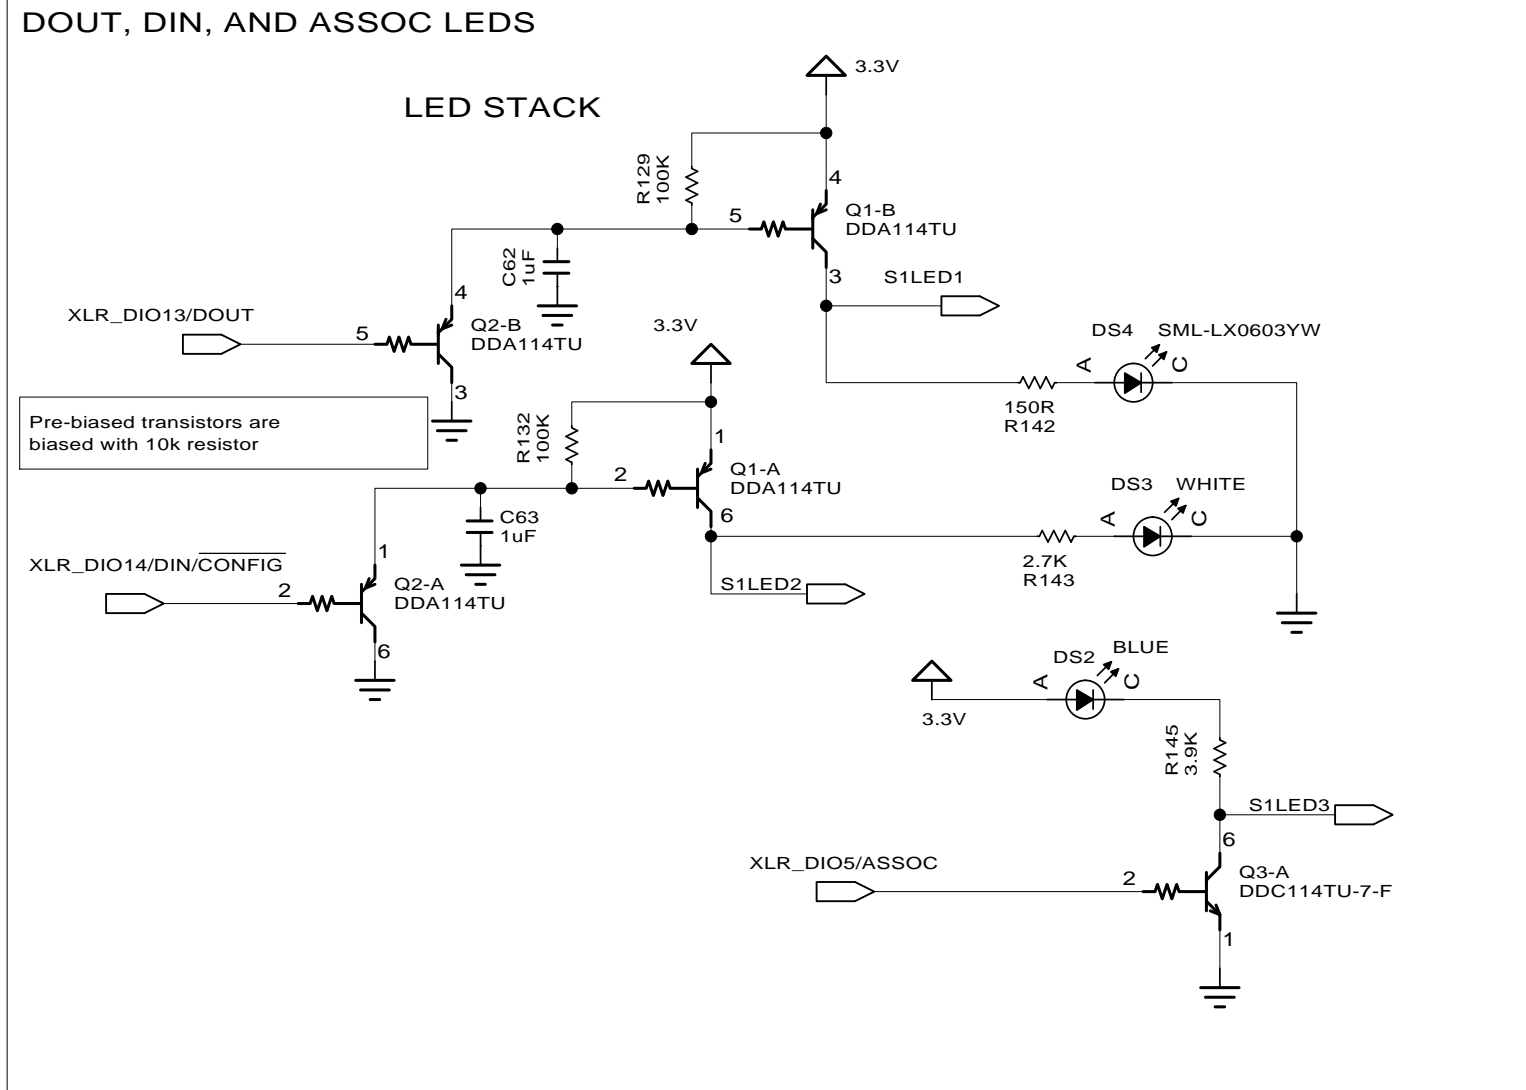 DOUT, DIN, AND ASSOC LEDS
LED STACK
3.3V
R129
100K
4
5
Q1-B
DDA114TU
3
S1LED1
C62
1uF
XLR_DIO13/DOUT
4
5
Q2-B
DDA114TU
3
3.3V
DS4 SML-LX0603YW
A
C
150R
R142
Pre-biased transistors are
biased with 10k resistor
R132
100K
1
2
Q1-A
DDA114TU
6
C63
1uF
DS3 WHITE
A
C
2.7K
R143
S1LED2
XLR_DIO14/DIN/CONFIG
1
2
Q2-A
DDA114TU
6
DS2 BLUE
A
C
3.3V
R145
3.9K
S1LED3
6
XLR_DIO5/ASSOC
2
Q3-A
DDC114TU-7-F
1